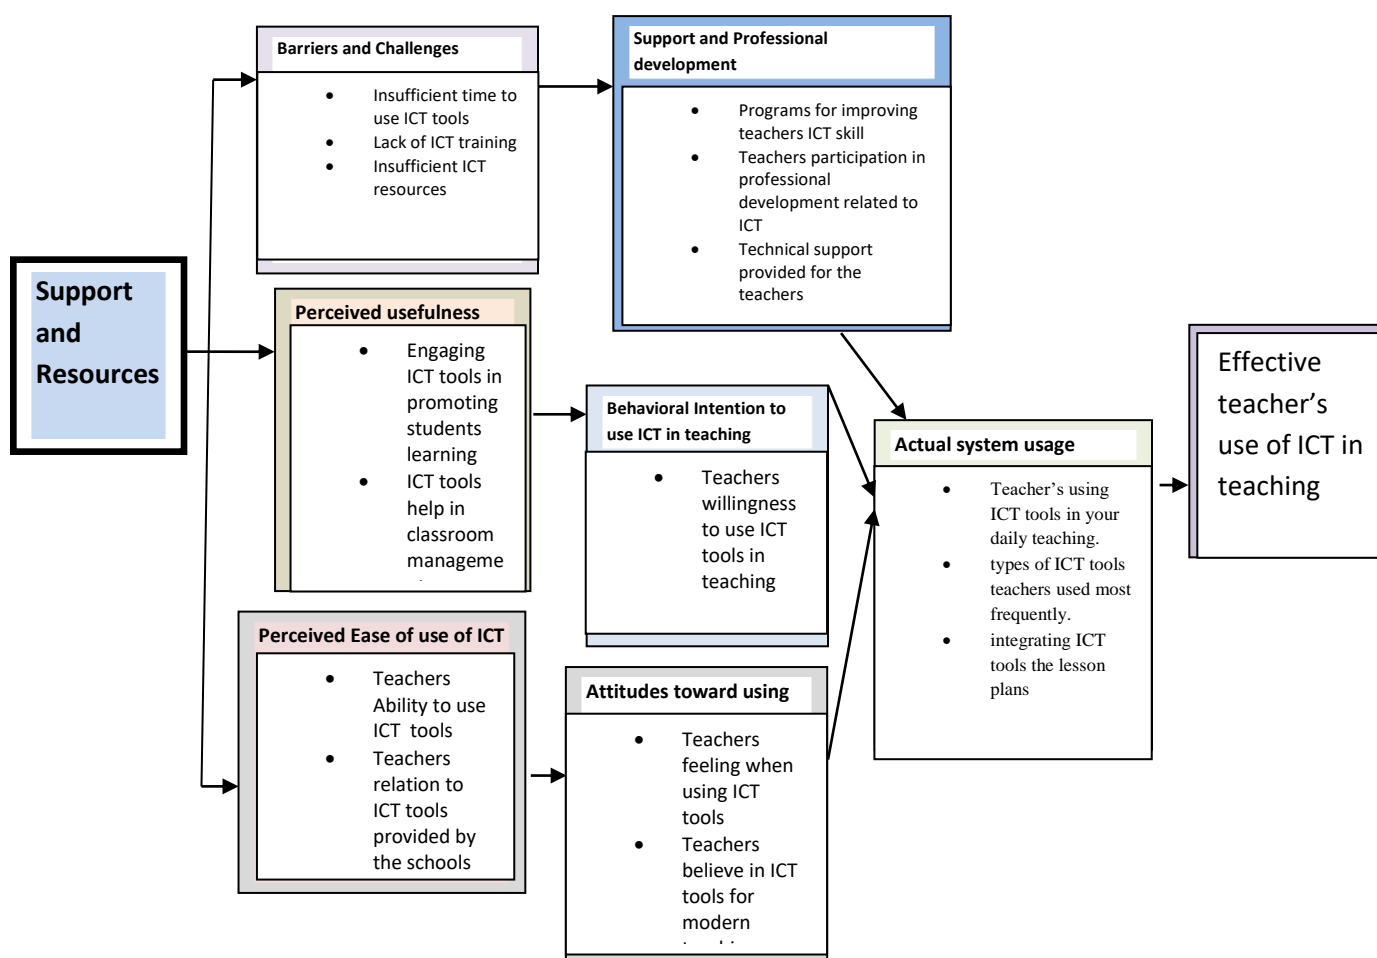 Barriers and Challenges
• Insufficient time to
use ICT tools
• Lack of ICT training
• Insufficient ICT
resources
Support and Professional
development
• Programs for improving
teachers ICT skill
• Teachers participation in
professional
development related to
ICT
• Technical support
provided for the
teachers
Support
and
Resources
Perceived usefulness
• Engaging
ICT tools in
promoting
students
learning
• ICT tools
help in
classroom
manageme
Behavioral Intention to
use ICT in teaching
• Teachers
willingness
to use ICT
tools in
teaching
Perceived Ease of use of ICT
• Teachers
Ability to use
ICT tools
• Teachers
relation to
ICT tools
provided by
the schools
Attitudes toward using
• Teachers
feeling when
using ICT
tools
• Teachers
believe in ICT
tools for
modern
Actual system usage
• Teacher’s using
ICT tools in your
daily teaching.
• types of ICT tools
teachers used most
frequently.
• integrating ICT
tools the lesson
plans
Effective
teacher’s
use of ICT in
teaching